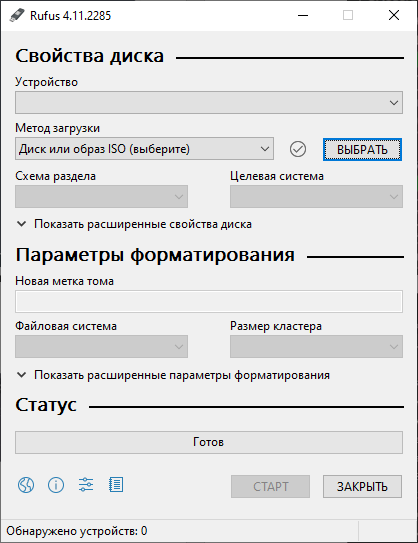 Rufus 4.11.2285
Свойства диска
Устройство
Метод загрузки
Диск или образ ISO (выберите)
ВЫБРАТЬ
Схема раздела
Целевая система
Показать расширенные свойства диска
Параметры форматирования
Новая метка тома
Файловая система
Размер кластера
Показать расширенные параметры форматирования
Статус
Готов
СТАРТ
ЗАКРЫТЬ
Обнаружено устройств: 0